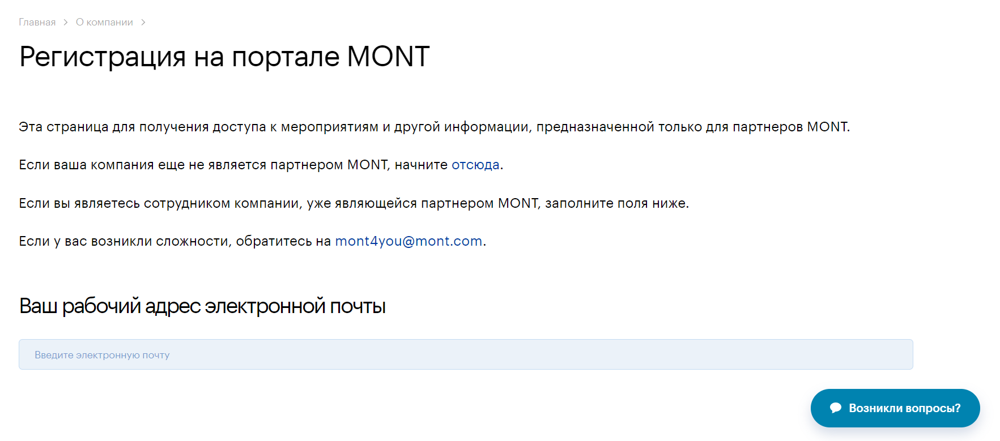 Главная > О компании >
Регистрация на портале MONT
Эта страница для получения доступа к мероприятиям и другой информации, предназначенной только для партнеров MONT.
Если ваша компания еще не является партнером MONT, начните отсюда.
Если вы являетесь сотрудником компании, уже являющейся партнером MONT, заполните поля ниже.
Если у вас возникли сложности, обратитесь на mont4you@mont.com.
Ваш рабочий адрес электронной почты
Введите электронную почту
Возникли вопросы?